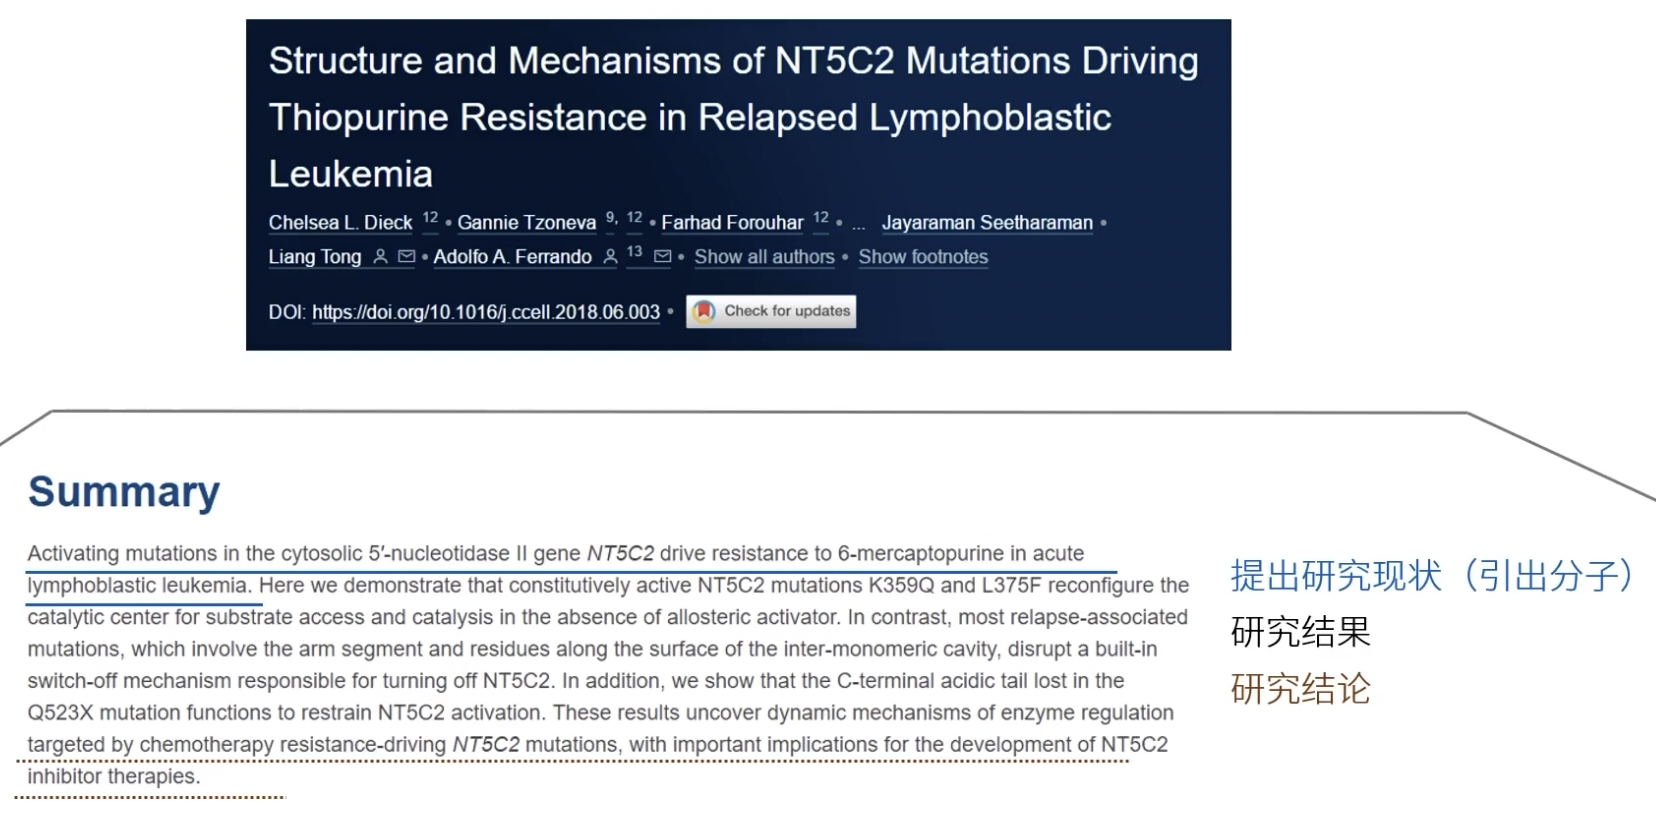 Structure and Mechanisms of NT5C2 Mutations Driving
Thiopurine Resistance in Relapsed Lymphoblastic
Leukemia
Chelsea L. Dieck 12 • Gannie Tzoneva 9, 12 • Farhad Forouhar 12 • ... Jayaraman Seetharaman •
Liang Tong • Adolfo A. Ferrando 13 • Show all authors • Show footnotes
DOI: https://doi.org/10.1016/j.ccell.2018.06.003 • Check for updates
Summary
Activating mutations in the cytosolic 5′-nucleotidase II gene NT5C2 drive resistance to 6-mercaptopurine in acute
lymphoblastic leukemia. Here we demonstrate that constitutively active NT5C2 mutations K359Q and L375F reconfigure the
catalytic center for substrate access and catalysis in the absence of allosteric activator. In contrast, most relapse-associated
mutations, which involve the arm segment and residues along the surface of the inter-monomeric cavity, disrupt a built-in
switch-off mechanism responsible for turning off NT5C2. In addition, we show that the C-terminal acidic tail lost in the
Q523X mutation functions to restrain NT5C2 activation. These results uncover dynamic mechanisms of enzyme regulation
targeted by chemotherapy resistance-driving NT5C2 mutations, with important implications for the development of NT5C2
inhibitor therapies.
提出研究现状（引出分子）
研究结果
研究结论